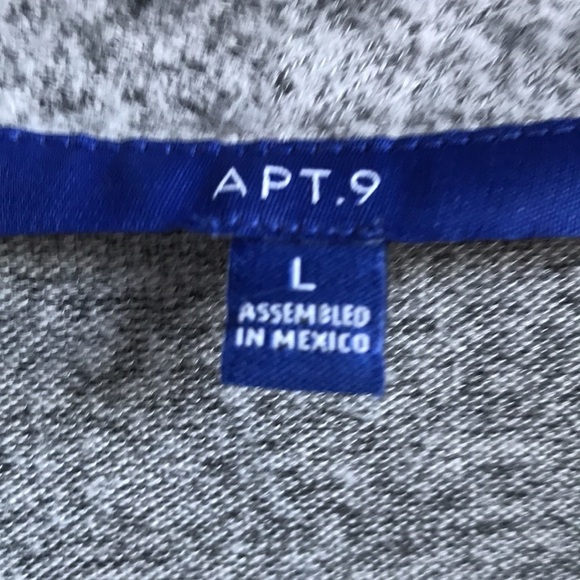 APT.9
L
ASSEMBLED
IN MEXICO